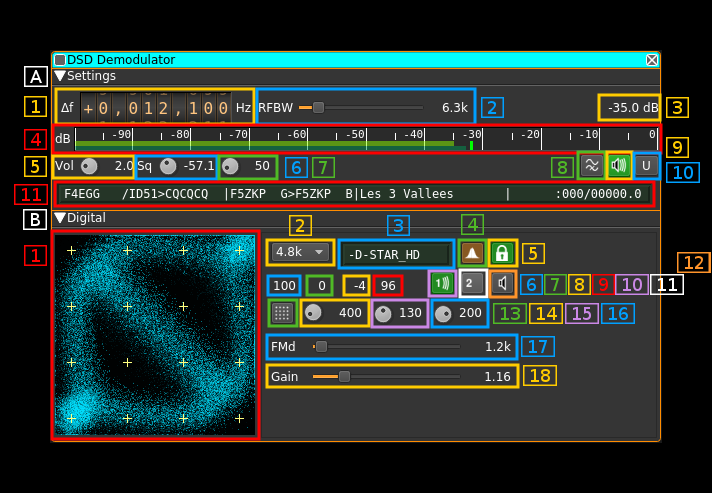 DSD Demodulator
A Settings
1 Δf +0,012,100 Hz RFBW 6.3k 2 -35.0 dB 3
4 dB -90 -80 -70 -60 -50 -40 -30 -20 -10 0 9
5 Vol 2.0 Sq -57.1 50 6 7 8 U 10
11 F4EGG /ID51>CQCQCQ |F5ZKP G>F5ZKP B|Les 3 Vallees | :000/00000.0
B Digital
1 2 3 4
4.8k -D-STAR_HD 5
12
100 0 -4 96 1 2 6 7 8 9 10 11
400 130 200 13 14 15 16
FMd 1.2k 17
Gain 1.16 18